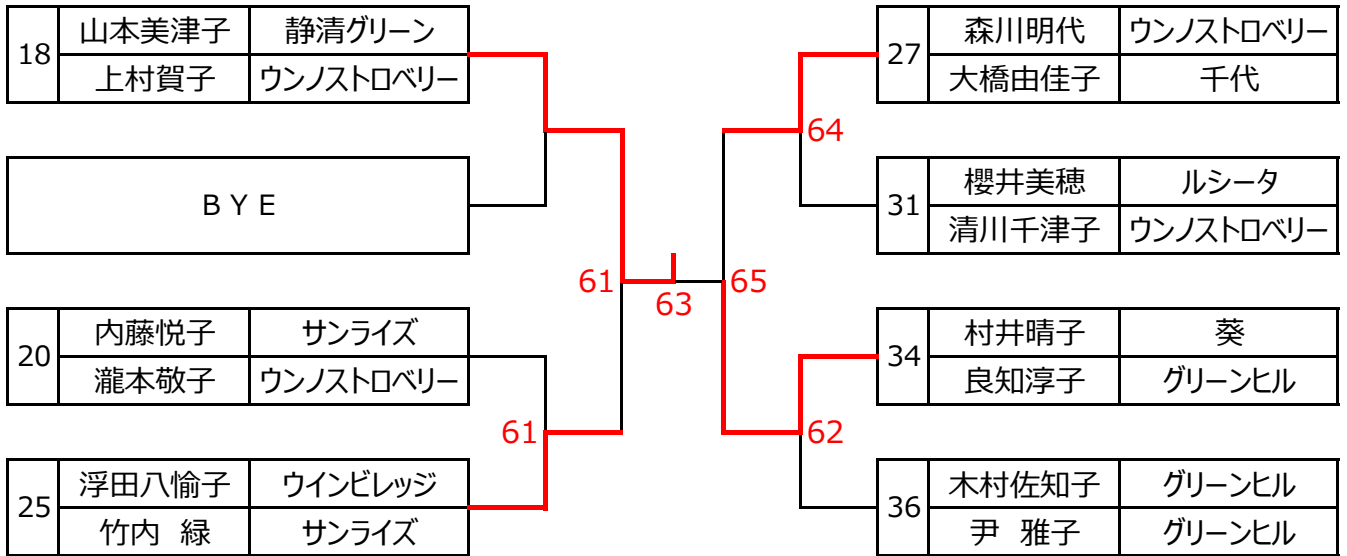 18 山本美津子 静清グリーン
上村賀子 ウンノストロベリー
BYE
61
20 内藤悦子 サンライズ
瀧本敬子 ウンノストロベリー
61
25 浮田八愉子 ウインビレッジ
竹内 緑 サンライズ
63
27 森川明代 ウンノストロベリー
大橋由佳子 千代
64
31 櫻井美穂 ルシータ
清川千津子 ウンノストロベリー
65
34 村井晴子 葵
良知淳子 グリーンヒル
62
36 木村佐知子 グリーンヒル
尹 雅子 グリーンヒル